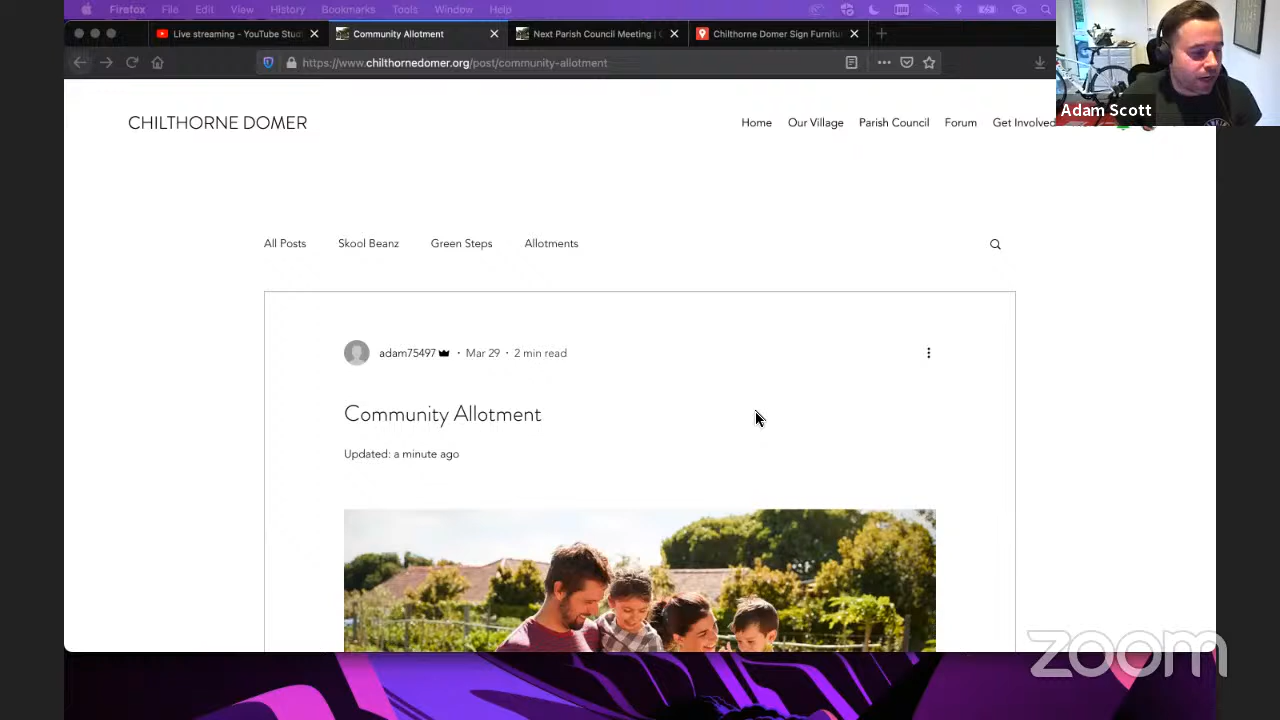 Firefox File Edit View History Bookmarks Tools Window Help
Live streaming - YouTube Stud
Community Allotment
Next Parish Council Meeting | C
Chilthorne Domer Sign Furnitu
https://www.chilthornedomer.org/post/community-allotment
Adam Scott
CHILTHORNE DOMER
Home Our Village Parish Council Forum Get Involved
All Posts Skool Beanz Green Steps Allotments
adam75497 · Mar 29 · 2 min read
Community Allotment
Updated: a minute ago
zoom